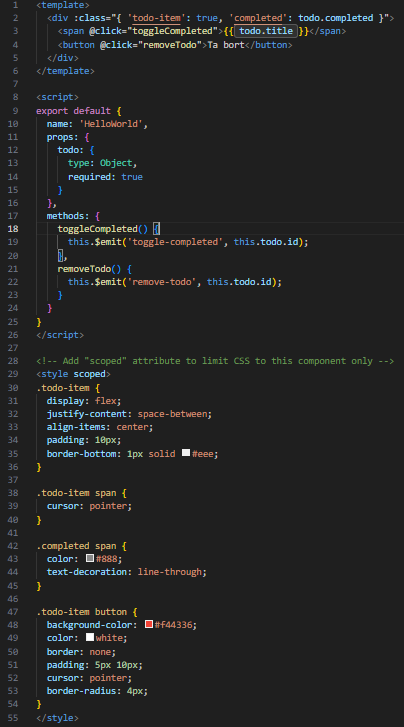 1 <template>
2 <div :class="{ 'todo-item': true, 'completed': todo.completed }">
3 <span @click="toggleCompleted">{{ todo.title }}</span>
4 <button @click="removeTodo">Ta bort</button>
5 </div>
6 </template>
7
8 <script>
9 export default {
10 name: 'HelloWorld',
11 props: {
12 todo: {
13 type: Object,
14 required: true
15 }
16 },
17 methods: {
18 toggleCompleted() {
19 this.$emit('toggle-completed', this.todo.id);
20 },
21 removeTodo() {
22 this.$emit('remove-todo', this.todo.id);
23 }
24 }
25 }
26 </script>
27
28 <!-- Add "scoped" attribute to limit CSS to this component only -->
29 <style scoped>
30 .todo-item {
31 display: flex;
32 justify-content: space-between;
33 align-items: center;
34 padding: 10px;
35 border-bottom: 1px solid #eee;
36 }
37
38 .todo-item span {
39 cursor: pointer;
40 }
41
42 .completed span {
43 color: #888;
44 text-decoration: line-through;
45 }
46
47 .todo-item button {
48 background-color: #f44336;
49 color: white;
50 border: none;
51 padding: 5px 10px;
52 cursor: pointer;
53 border-radius: 4px;
54 }
55 </style>